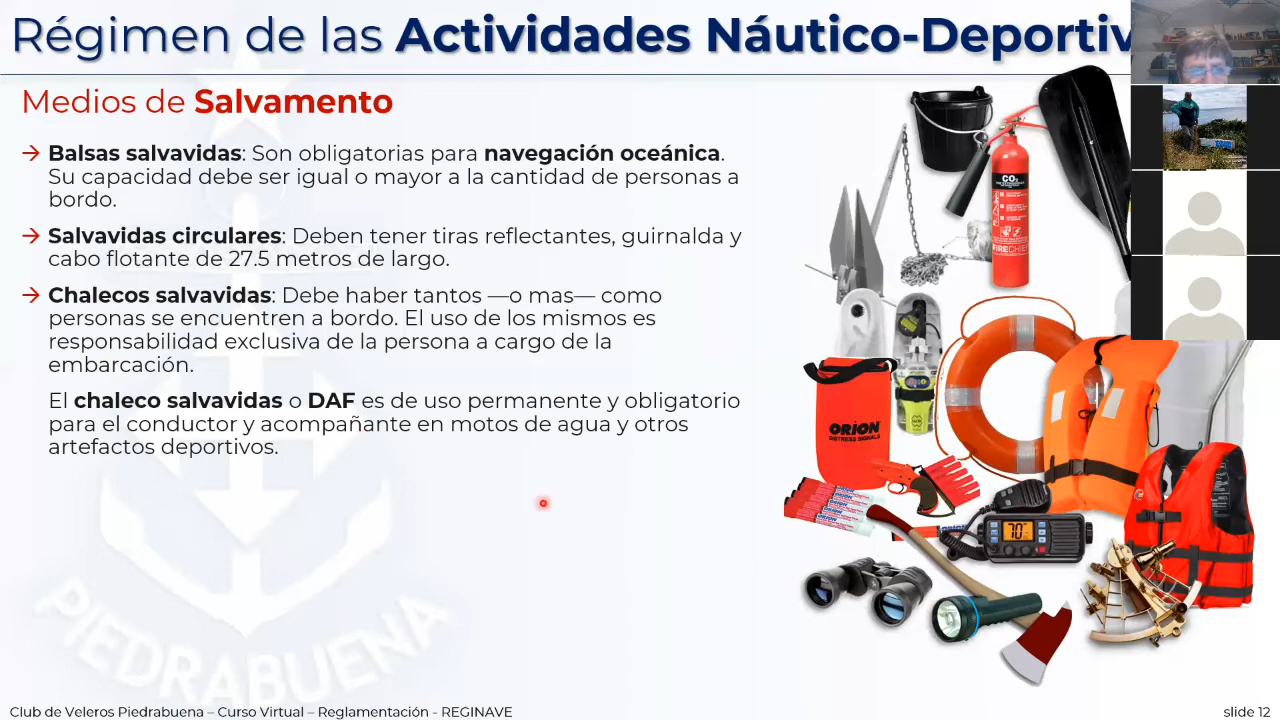 Régimen de las Actividades Náutico-Deportiv
Medios de Salvamento
→ Balsas salvavidas: Son obligatorias para navegación oceánica.
Su capacidad debe ser igual o mayor a la cantidad de personas a
bordo.
→ Salvavidas circulares: Deben tener tiras reflectantes, guirnalda y
cabo flotante de 27.5 metros de largo.
→ Chalecos salvavidas: Debe haber tantos —o mas— como
personas se encuentren a bordo. El uso de los mismos es
responsabilidad exclusiva de la persona a cargo de la
embarcación.
El chaleco salvavidas o DAF es de uso permanente y obligatorio
para el conductor y acompañante en motos de agua y otros
artefactos deportivos.
CO2
FIRECHIEF
ORION
DISTRESS SIGNALS
70
PIEDRABUENA
Club de Veleros Piedrabuena – Curso Virtual – Reglamentación - REGINAVE
slide 12